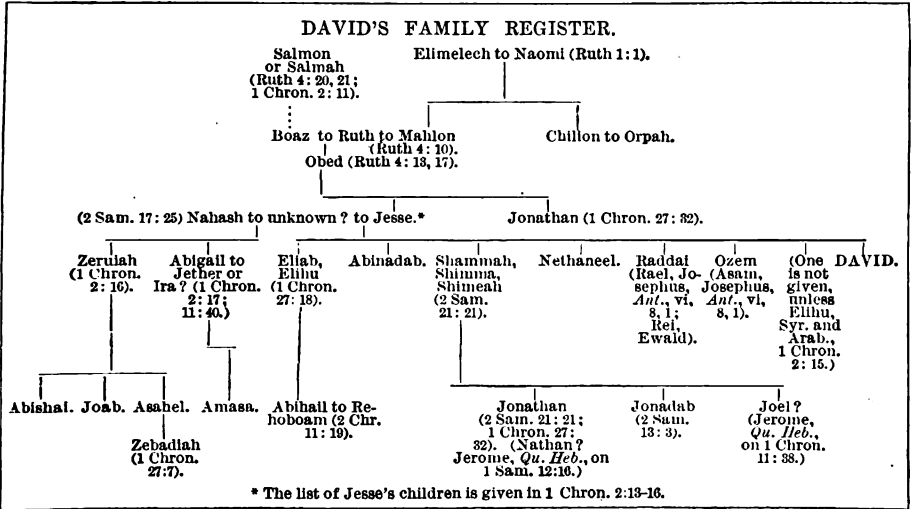 DAVID'S FAMILY REGISTER.
Salmon
or Salmah
(Ruth 4: 20, 21;
1 Chron. 2: 11).
Elimelech to Naomi (Ruth 1: 1).
Boaz to Ruth to Mahlon
(Ruth 4: 10).
Chilion to Orpah.
Obed (Ruth 4: 13, 17).
(2 Sam. 17: 25) Nahash to unknown? to Jesse.*
Jonathan (1 Chron. 27: 32).
Zeruiah
(1 Chron.
2: 16).
Abigail to
Jether or
Ira? (1 Chron.
2: 17;
11: 40.)
Eliab,
Elihu
(1 Chron.
27: 18).
Abinadab.
Shammah,
Shimma,
Shimeah
(2 Sam.
21: 21).
Nethaneel.
Raddai
(Rael, Jo-
sephus,
Ant., vi,
8, 1;
Rei,
Ewald).
Ozem
(Asam,
Josephus,
Ant., vi,
8, 1).
(One
is not
given,
unless
Elihu,
Syr. and
Arab.,
1 Chron.
2: 15.)
DAVID.
Abishai.
Joab.
Asahel.
Amasa.
Zebadiah
(1 Chron.
27:7).
Abihail to Re-
hoboam (2 Chr.
11: 19).
Jonathan
(2 Sam. 21: 21;
1 Chron. 27:
32). (Nathan?
Jerome, Qu. Heb., on
1 Sam. 12:16.)
Jonadab
(2 Sam.
13: 3).
Joel?
(Jerome,
Qu. Heb.,
on 1 Chron.
11: 38.)
* The list of Jesse's children is given in 1 Chron. 2:13-16.